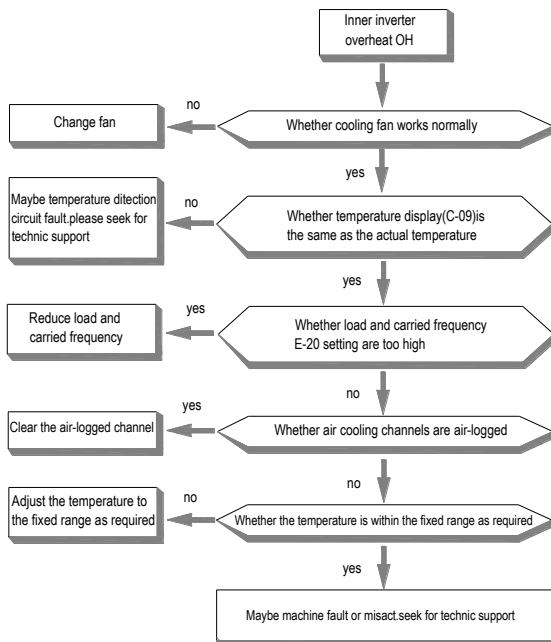 Inner inverter
overheat OH
no
Change fan
Whether cooling fan works normally
yes
Maybe temperature ditection
circuit fault.please seek for
technic support
no
Whether temperature display(C-09)is
the same as the actual temperature
yes
Reduce load and
carried frequency
yes
Whether load and carried frequency
E-20 setting are too high
no
Clear the air-logged channel
yes
Whether air cooling channels are air-logged
no
Adjust the temperature to
the fixed range as required
no
Whether the temperature is within the fixed range as required
yes
Maybe machine fault or misact.seek for technic support